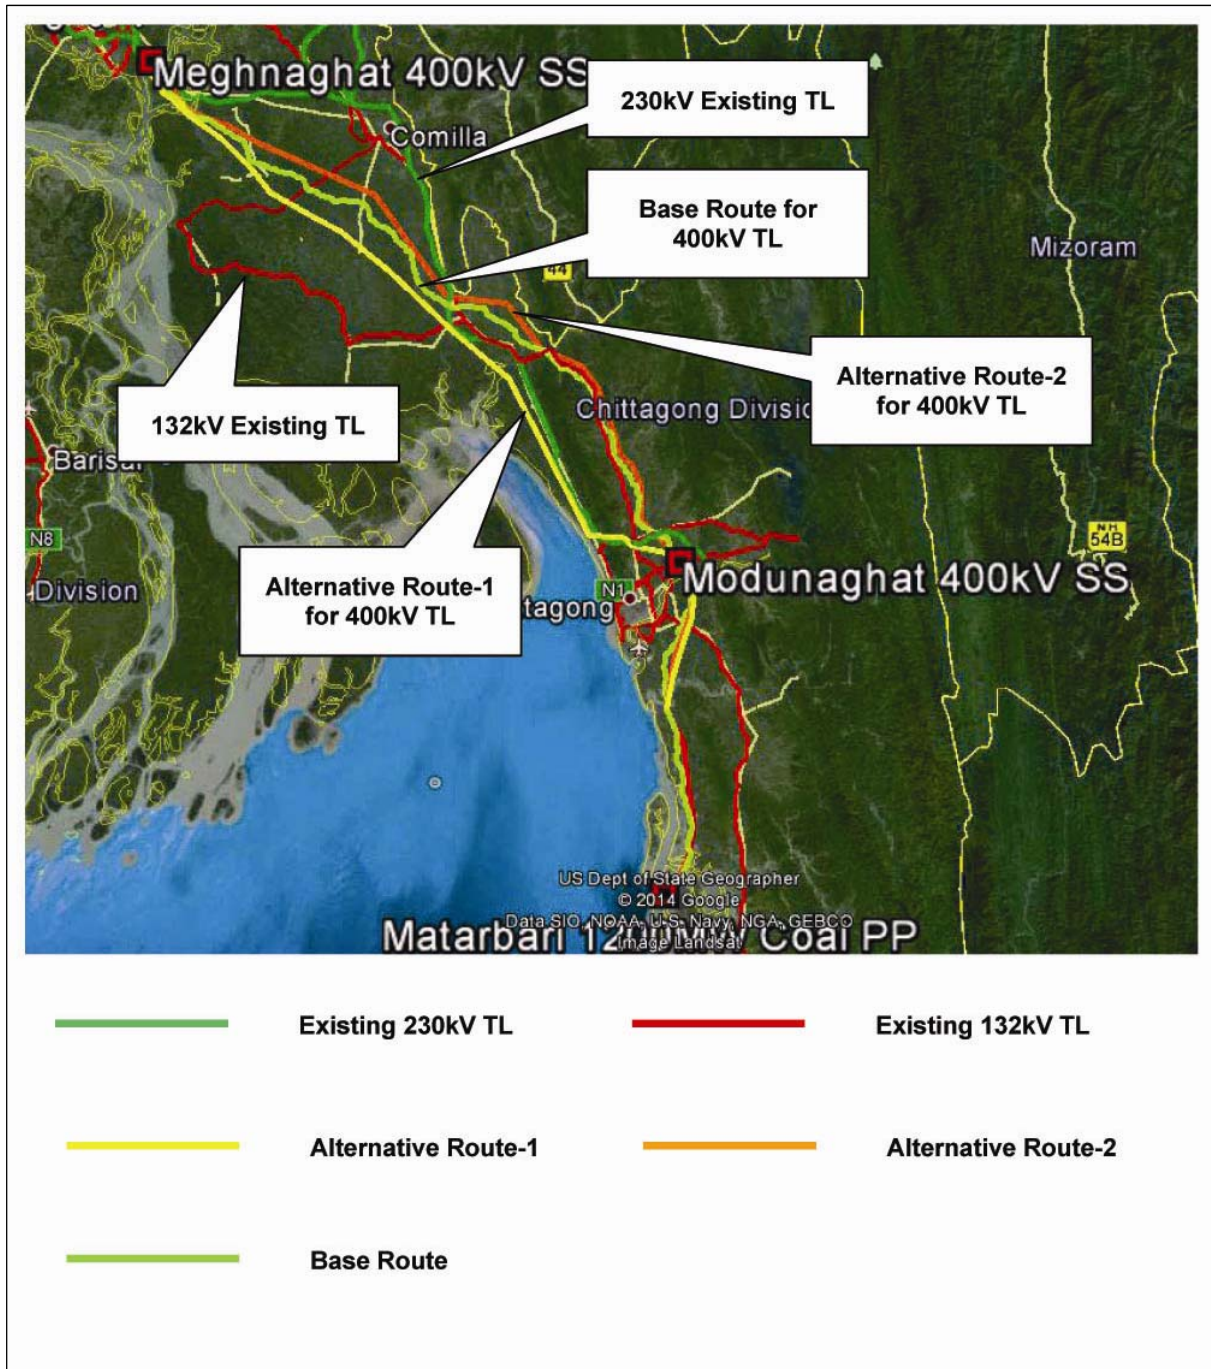 Meghnaghat 400kV SS
230kV Existing TL
Comilla
Base Route for
400kV TL
44
Mizoram
Alternative Route-2
for 400kV TL
132kV Existing TL
Chittagong
Barisal
N8
NH
54B
Division
Alternative Route-1
for 400kV TL
N1
tagong
Modunaghat 400kV SS
US Dept of State Geographer
© 2014 Google
Data SIO, NOAA, U.S. Navy, NGA, GEBCO
Image Landsat
Matarbari 1200MW Coal PP
Existing 230kV TL
Existing 132kV TL
Alternative Route-1
Alternative Route-2
Base Route